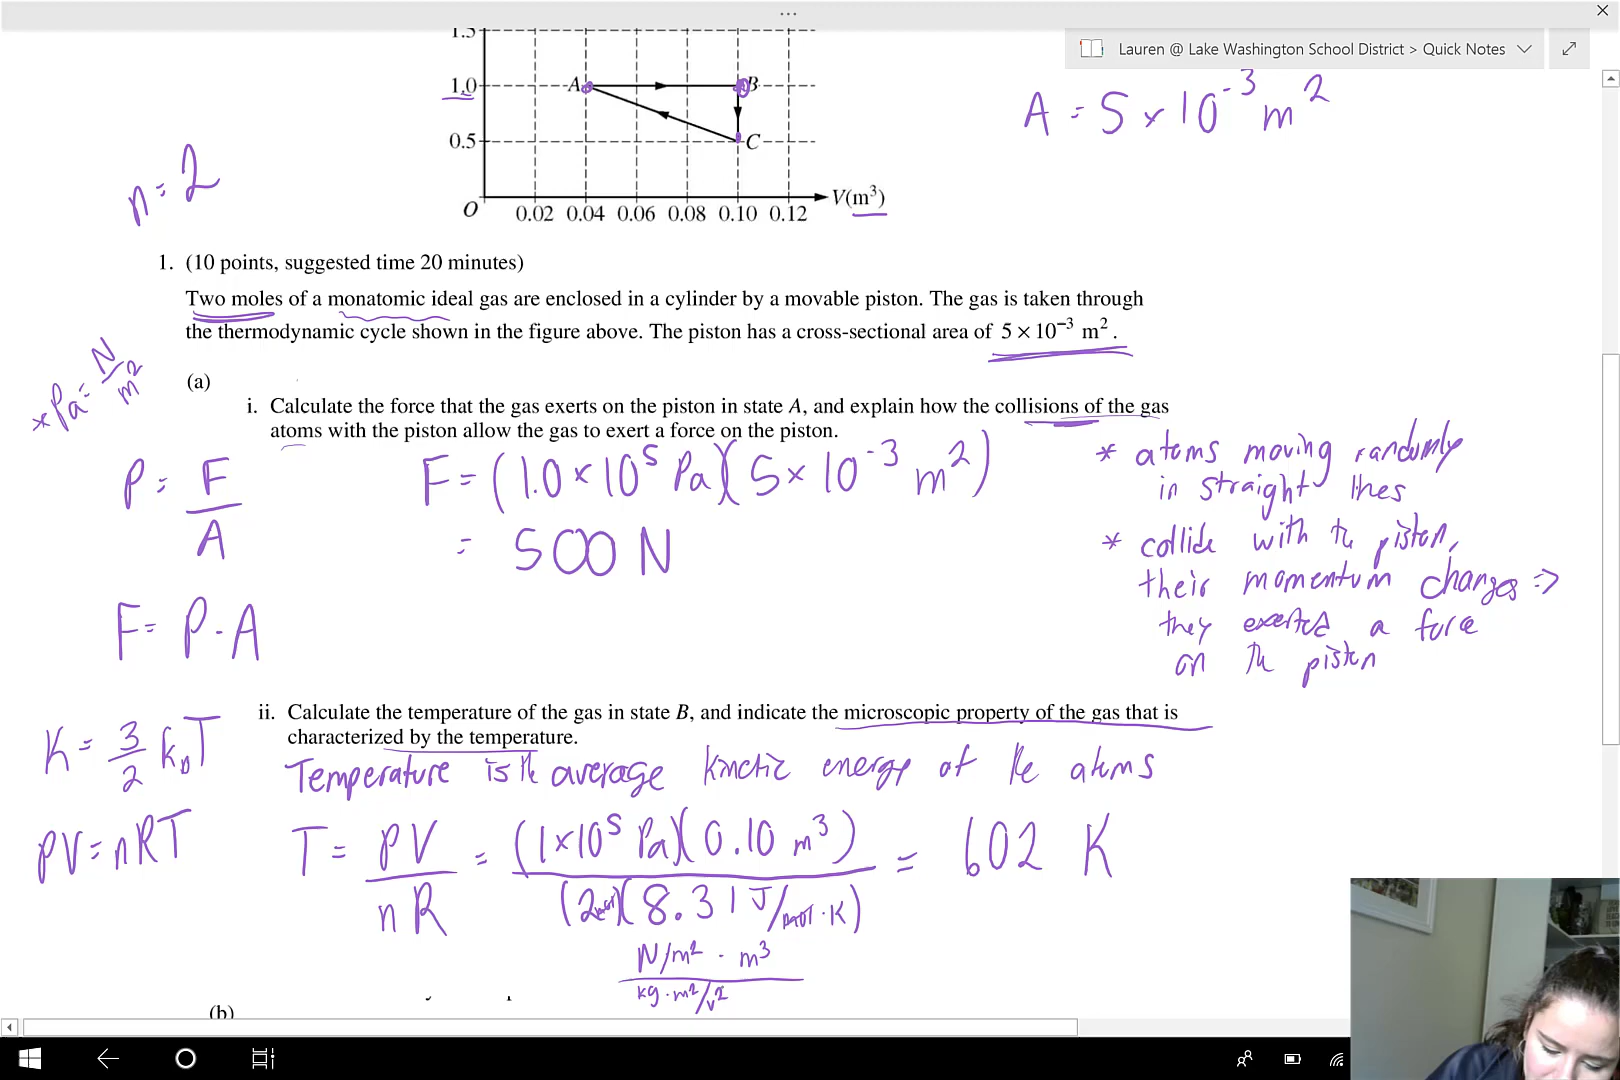 Lauren @ Lake Washington School District > Quick Notes
1.5
1.0
A
B
0.5
C
O
0.02 0.04 0.06 0.08 0.10 0.12
V(m³)
A = 5 × 10⁻³ m²
n = 2
1. (10 points, suggested time 20 minutes)
Two moles of a monatomic ideal gas are enclosed in a cylinder by a movable piston. The gas is taken through
the thermodynamic cycle shown in the figure above. The piston has a cross-sectional area of 5 × 10⁻³ m².
* Pa = N/m²
(a)
i. Calculate the force that the gas exerts on the piston in state A, and explain how the collisions of the gas
atoms with the piston allow the gas to exert a force on the piston.
P = F/A
F = (1.0 × 10⁵ Pa)(5 × 10⁻³ m²)
= 500 N
F = P · A
* atoms moving randomly
in straight lines
* collide with the piston,
their momentum changes ⇒
they exerted a force
on the piston
ii. Calculate the temperature of the gas in state B, and indicate the microscopic property of the gas that is
characterized by the temperature.
K = 3/2 k_B T
Temperature is the average kinetic energy of the atoms
PV = nRT
T = PV/nR = (1×10⁵ Pa)(0.10 m³)/(2 mol)(8.31 J/mol · K) = 602 K
N/m² · m³
(b)